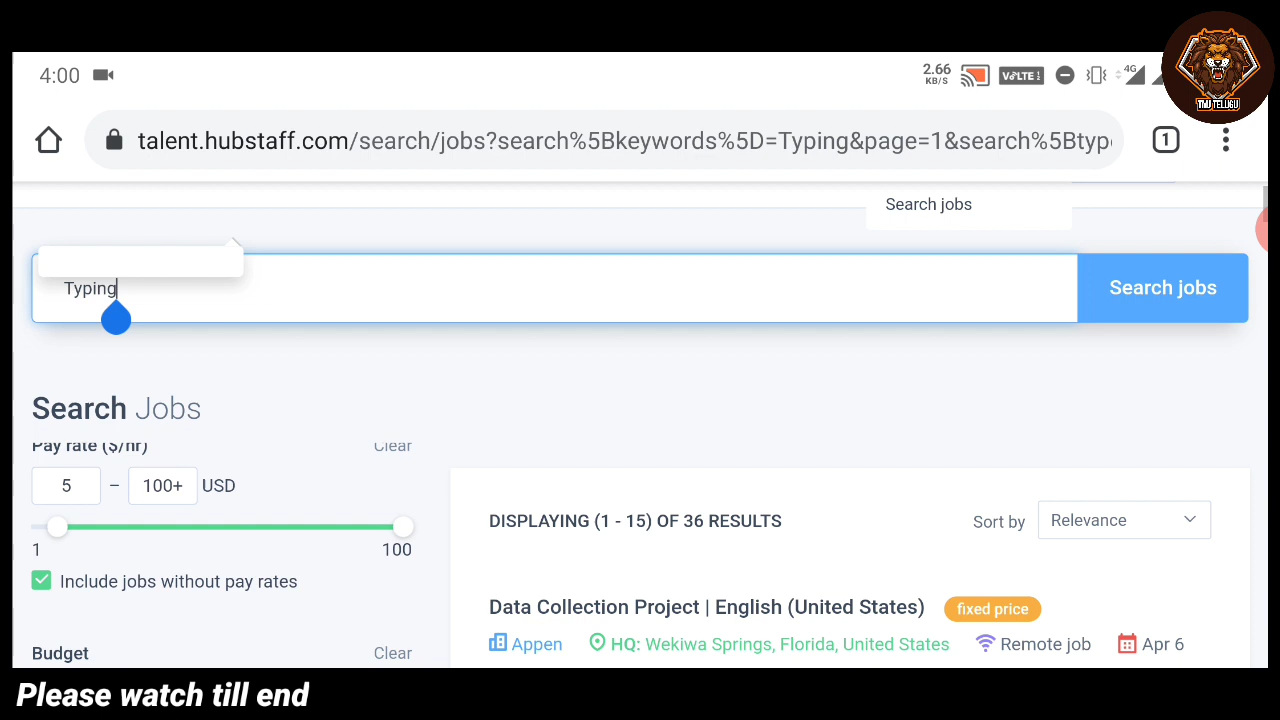 4:00
2.66 KB/S VoLTE 1 4G
TMJ TELUGU
talent.hubstaff.com/search/jobs?search%5Bkeywords%5D=Typing&page=1&search%5Btyp
1
Search jobs
Typing
Search jobs
Search Jobs
Pay rate ($/hr) Clear
5 – 100+ USD
1 100
Include jobs without pay rates
Budget Clear
DISPLAYING (1 - 15) OF 36 RESULTS
Sort by Relevance
Data Collection Project | English (United States) fixed price
Appen HQ: Wekiwa Springs, Florida, United States Remote job Apr 6
Please watch till end